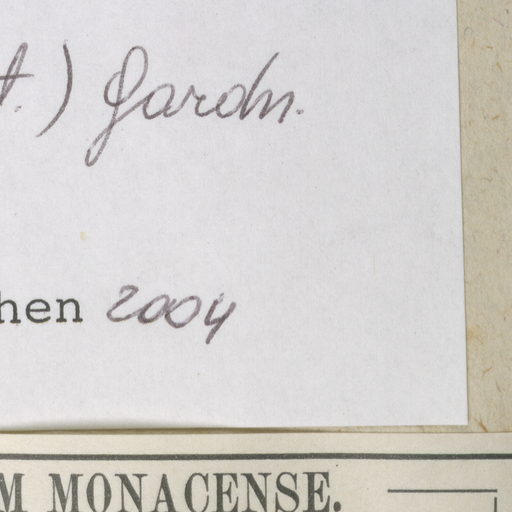 t.) Gardn.
hen 2004
M MONACENSE.